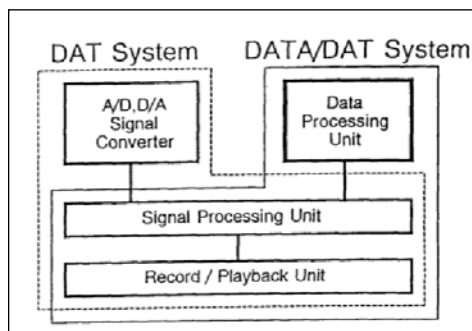 DAT System
DATA/DAT System
A/D,D/A
Signal
Converter
Data
Processing
Unit
Signal Processing Unit
Record / Playback Unit